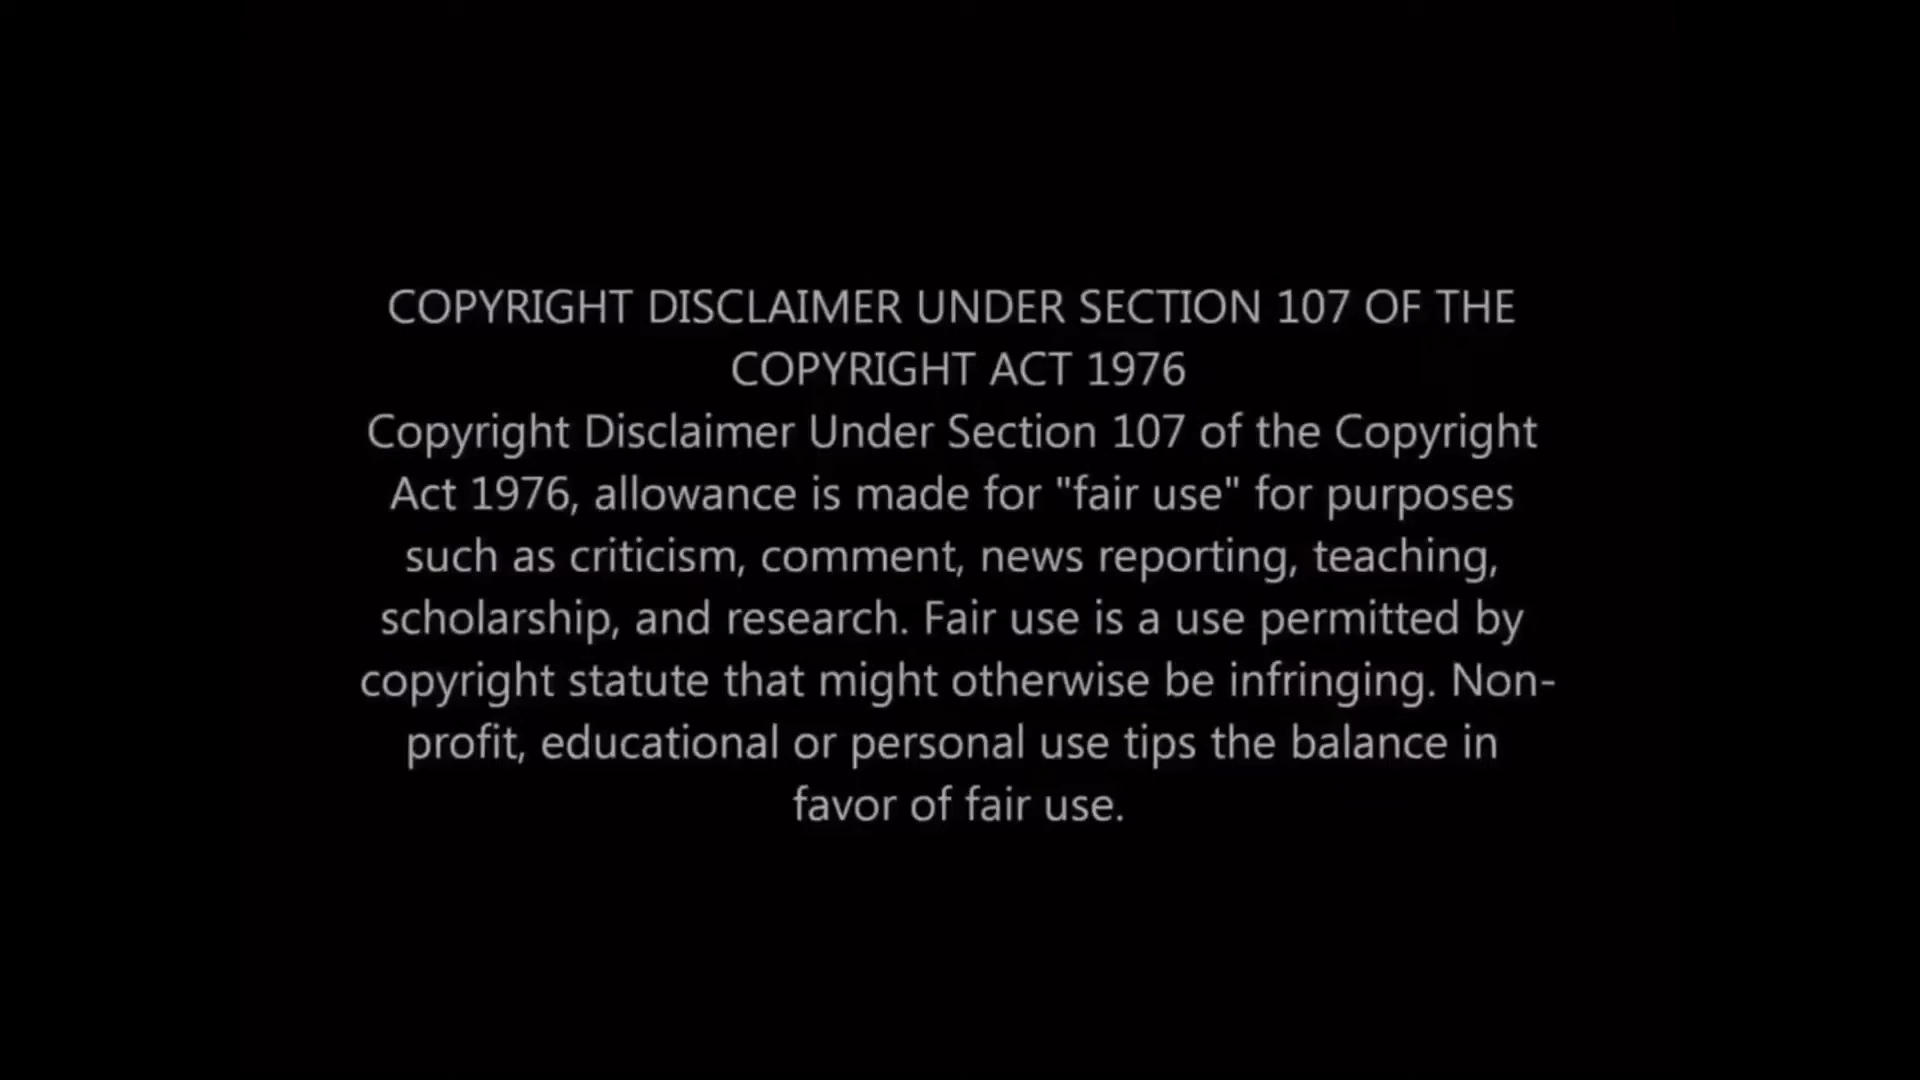 COPYRIGHT DISCLAIMER UNDER SECTION 107 OF THE
COPYRIGHT ACT 1976
Copyright Disclaimer Under Section 107 of the Copyright
Act 1976, allowance is made for "fair use" for purposes
such as criticism, comment, news reporting, teaching,
scholarship, and research. Fair use is a use permitted by
copyright statute that might otherwise be infringing. Non-
profit, educational or personal use tips the balance in
favor of fair use.